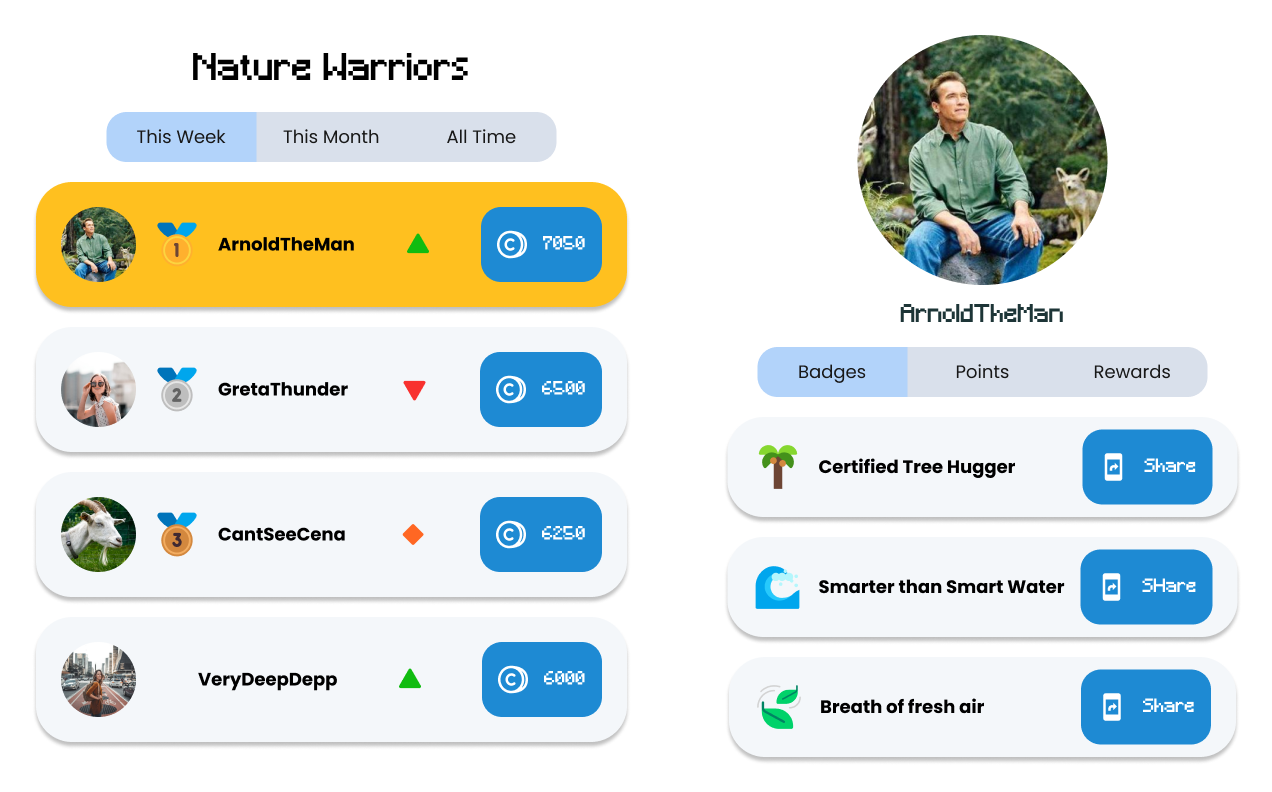 Nature Warriors
This Week This Month All Time
1 ArnoldTheMan C 7050
2 GretaThunder C 6500
3 CantSeeCena C 6250
VeryDeepDepp C 6000
ArnoldTheMan
Badges Points Rewards
Certified Tree Hugger Share
Smarter than Smart Water SHare
Breath of fresh air Share